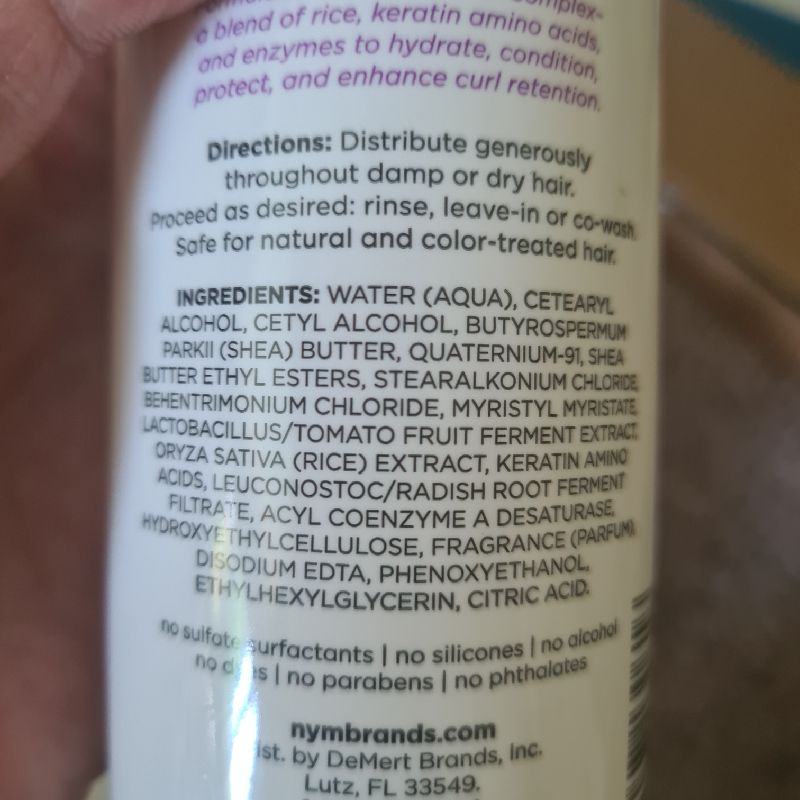 a blend of rice, keratin amino acids,
and enzymes to hydrate, condition,
protect, and enhance curl retention.
Directions: Distribute generously
throughout damp or dry hair.
Proceed as desired: rinse, leave-in or co-wash.
Safe for natural and color-treated hair.
INGREDIENTS: WATER (AQUA), CETEARYL
ALCOHOL, CETYL ALCOHOL, BUTYROSPERMUM
PARKII (SHEA) BUTTER, QUATERNIUM-91, SHEA
BUTTER ETHYL ESTERS, STEARALKONIUM CHLORIDE,
BEHENTRIMONIUM CHLORIDE, MYRISTYL MYRISTATE,
LACTOBACILLUS/TOMATO FRUIT FERMENT EXTRACT,
ORYZA SATIVA (RICE) EXTRACT, KERATIN AMINO
ACIDS, LEUCONOSTOC/RADISH ROOT FERMENT
FILTRATE, ACYL COENZYME A DESATURASE,
HYDROXYETHYLCELLULOSE, FRAGRANCE (PARFUM),
DISODIUM EDTA, PHENOXYETHANOL,
ETHYLHEXYLGLYCERIN, CITRIC ACID.
no sulfate surfactants | no silicones | no alcohol
no dyes | no parabens | no phthalates
nymbrands.com
Dist. by DeMert Brands, Inc.
Lutz, FL 33549.